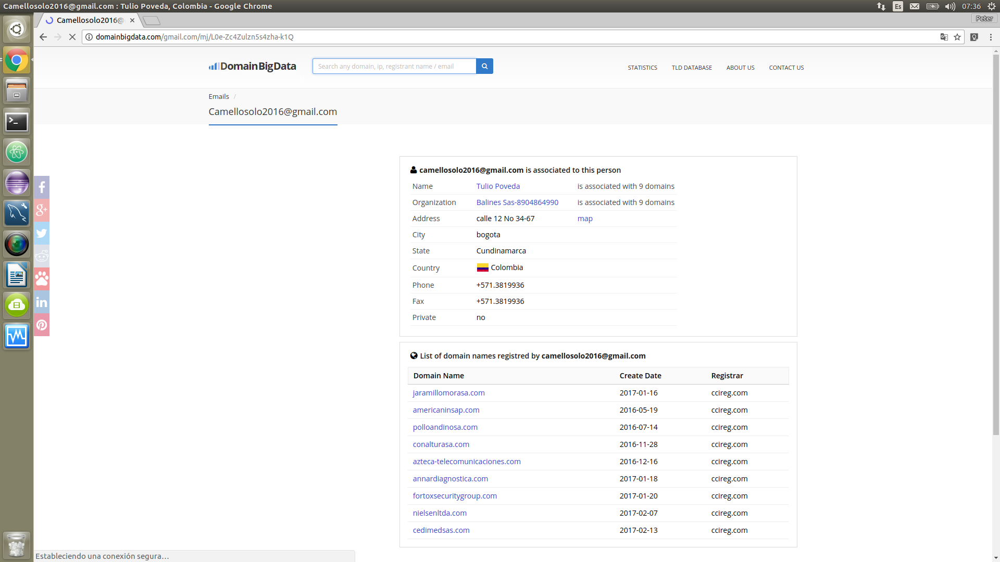 Camellosolo2016@gmail.com : Tulio Poveda, Colombia - Google Chrome
Es
07:36
Camellosolo2016@
Peter
domainbigdata.com/gmail.com/mj/L0e-Zc4Zulzn5s4zha-k1Q
DomainBigData
Search any domain, ip, registrant name / email
STATISTICS
TLD DATABASE
ABOUT US
CONTACT US
Emails /
Camellosolo2016@gmail.com
camellosolo2016@gmail.com is associated to this person
Name Tulio Poveda is associated with 9 domains
Organization Balines Sas-8904864990 is associated with 9 domains
Address calle 12 No 34-67 map
City bogota
State Cundinamarca
Country Colombia
Phone +571.3819936
Fax +571.3819936
Private no
List of domain names registred by camellosolo2016@gmail.com
Domain Name Create Date Registrar
jaramillomorasa.com 2017-01-16 ccireg.com
americaninsap.com 2016-05-19 ccireg.com
polloandinosa.com 2016-07-14 ccireg.com
conalturasa.com 2016-11-28 ccireg.com
azteca-telecomunicaciones.com 2016-12-16 ccireg.com
annardiagnostica.com 2017-01-18 ccireg.com
fortoxsecuritygroup.com 2017-01-20 ccireg.com
nielsenltda.com 2017-02-07 ccireg.com
cedimedsas.com 2017-02-13 ccireg.com
Estableciendo una conexión segura…